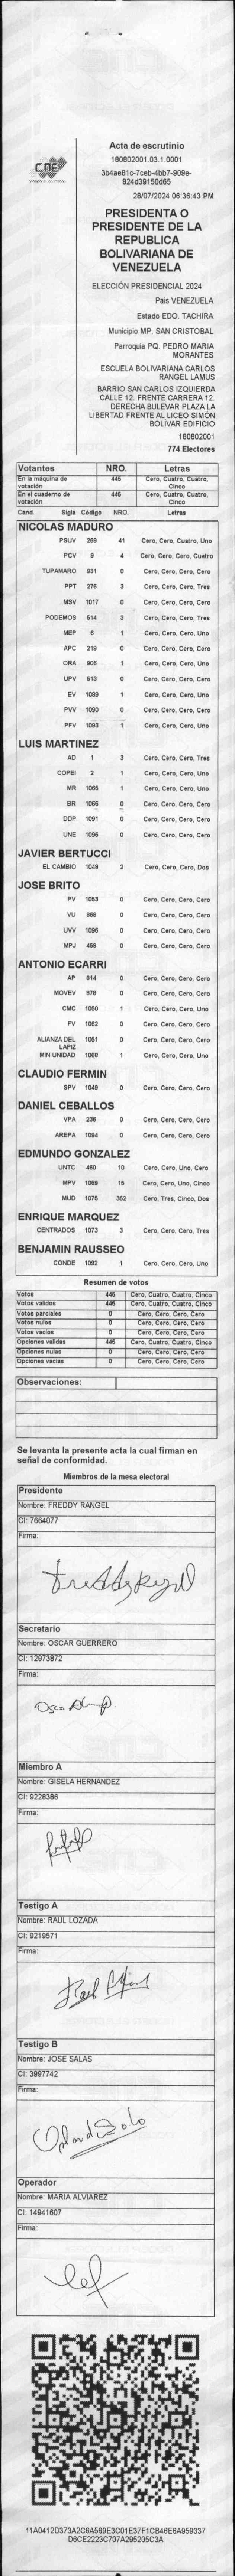 CNE
Acta de escrutinio
180802001.03.1.0001
3b4ae81c-7ceb-4bb7-909e-
824d39150d65
28/07/2024 06:36:43 PM
PRESIDENTA O
PRESIDENTE DE LA
REPUBLICA
BOLIVARIANA DE
VENEZUELA
ELECCIÓN PRESIDENCIAL 2024
Pais VENEZUELA
Estado EDO. TACHIRA
Municipio MP. SAN CRISTOBAL
Parroquia PQ. PEDRO MARIA
MORANTES
ESCUELA BOLIVARIANA CARLOS
RANGEL LAMUS
BARRIO SAN CARLOS IZQUIERDA
CALLE 12. FRENTE CARRERA 12.
DERECHA BULEVAR PLAZA LA
LIBERTAD FRENTE AL LICEO SIMÓN
BOLÍVAR EDIFICIO
180802001
774 Electores
Votantes NRO. Letras
En la máquina de votación 445 Cero, Cuatro, Cuatro, Cinco
En el cuaderno de votación 445 Cero, Cuatro, Cuatro, Cinco
Cand. Sigla Código NRO. Letras
NICOLAS MADURO
PSUV 269 41 Cero, Cero, Cuatro, Uno
PCV 9 4 Cero, Cero, Cero, Cuatro
TUPAMARO 931 0 Cero, Cero, Cero, Cero
PPT 276 3 Cero, Cero, Cero, Tres
MSV 1017 0 Cero, Cero, Cero, Cero
PODEMOS 614 3 Cero, Cero, Cero, Tres
MEP 6 1 Cero, Cero, Cero, Uno
APC 219 0 Cero, Cero, Cero, Cero
ORA 906 1 Cero, Cero, Cero, Uno
UPV 513 0 Cero, Cero, Cero, Cero
EV 1089 1 Cero, Cero, Cero, Uno
PVV 1090 0 Cero, Cero, Cero, Cero
PFV 1093 1 Cero, Cero, Cero, Uno
LUIS MARTINEZ
AD 1 3 Cero, Cero, Cero, Tres
COPEI 2 1 Cero, Cero, Cero, Uno
MR 1065 1 Cero, Cero, Cero, Uno
BR 1066 0 Cero, Cero, Cero, Cero
DDP 1091 0 Cero, Cero, Cero, Cero
UNE 1095 0 Cero, Cero, Cero, Cero
JAVIER BERTUCCI
EL CAMBIO 1048 2 Cero, Cero, Cero, Dos
JOSE BRITO
PV 1053 0 Cero, Cero, Cero, Cero
VU 868 0 Cero, Cero, Cero, Cero
UVV 1096 0 Cero, Cero, Cero, Cero
MPJ 458 0 Cero, Cero, Cero, Cero
ANTONIO ECARRI
AP 814 0 Cero, Cero, Cero, Cero
MOVEV 878 0 Cero, Cero, Cero, Cero
CMC 1050 1 Cero, Cero, Cero, Uno
FV 1062 0 Cero, Cero, Cero, Cero
ALIANZA DEL LAPIZ 1051 0 Cero, Cero, Cero, Cero
MIN UNIDAD 1068 1 Cero, Cero, Cero, Uno
CLAUDIO FERMIN
SPV 1049 0 Cero, Cero, Cero, Cero
DANIEL CEBALLOS
VPA 236 0 Cero, Cero, Cero, Cero
AREPA 1094 0 Cero, Cero, Cero, Cero
EDMUNDO GONZALEZ
UNTC 460 10 Cero, Cero, Uno, Cero
MPV 1069 15 Cero, Cero, Uno, Cinco
MUD 1075 352 Cero, Tres, Cinco, Dos
ENRIQUE MARQUEZ
CENTRADOS 1073 3 Cero, Cero, Cero, Tres
BENJAMIN RAUSSEO
CONDE 1092 1 Cero, Cero, Cero, Uno
Resumen de votos
Votos 445 Cero, Cuatro, Cuatro, Cinco
Votos validos 445 Cero, Cuatro, Cuatro, Cinco
Votos parciales 0 Cero, Cero, Cero, Cero
Votos nulos 0 Cero, Cero, Cero, Cero
Votos vacios 0 Cero, Cero, Cero, Cero
Opciones validas 445 Cero, Cuatro, Cuatro, Cinco
Opciones nulas 0 Cero, Cero, Cero, Cero
Opciones vacias 0 Cero, Cero, Cero, Cero
Observaciones:
Se levanta la presente acta la cual firman en
señal de conformidad.
Miembros de la mesa electoral
Presidente
Nombre: FREDDY RANGEL
CI: 7664077
Firma:
Secretario
Nombre: OSCAR GUERRERO
CI: 12973872
Firma:
Miembro A
Nombre: GISELA HERNANDEZ
CI: 9228386
Firma:
Testigo A
Nombre: RAUL LOZADA
CI: 9219571
Firma:
Testigo B
Nombre: JOSE SALAS
CI: 3997742
Firma:
Operador
Nombre: MARIA ALVIAREZ
CI: 14941607
Firma:
11A0412D373A2C6A569E3C01E37F1CB46E6A959337
D6CE2223C707A295205C3A